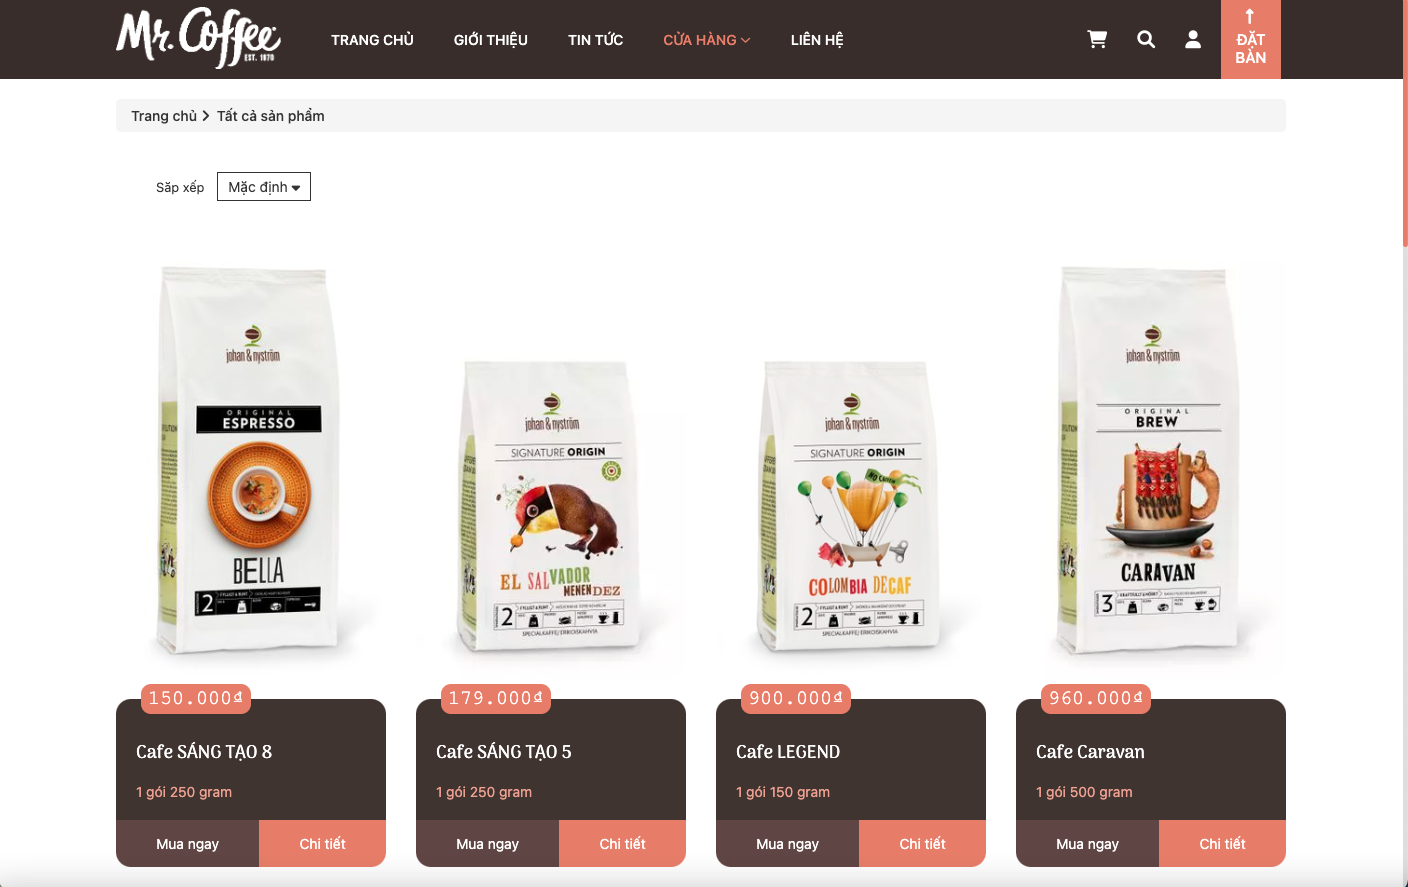 Mr. Coffee
EST. 1970
TRANG CHỦ
GIỚI THIỆU
TIN TỨC
CỬA HÀNG
LIÊN HỆ
ĐẶT
BÀN
Trang chủ
Tất cả sản phẩm
Sắp xếp
Mặc định
johan & nyström
ORIGINAL
ESPRESSO
BELLA
2
johan & nyström
SIGNATURE ORIGIN
EL SALVADOR
MENENDEZ
2
SPECIALKAFFE/ERIKOISKAHVIA
johan & nyström
SIGNATURE ORIGIN
COLOMBIA DECAF
2
SPECIALKAFFE/ERIKOISKAHVIA
johan & nyström
ORIGINAL
BREW
CARAVAN
3
150.000₫
179.000₫
900.000₫
960.000₫
Cafe SÁNG TẠO 8
Cafe SÁNG TẠO 5
Cafe LEGEND
Cafe Caravan
1 gói 250 gram
1 gói 250 gram
1 gói 150 gram
1 gói 500 gram
Mua ngay
Chi tiết
Mua ngay
Chi tiết
Mua ngay
Chi tiết
Mua ngay
Chi tiết